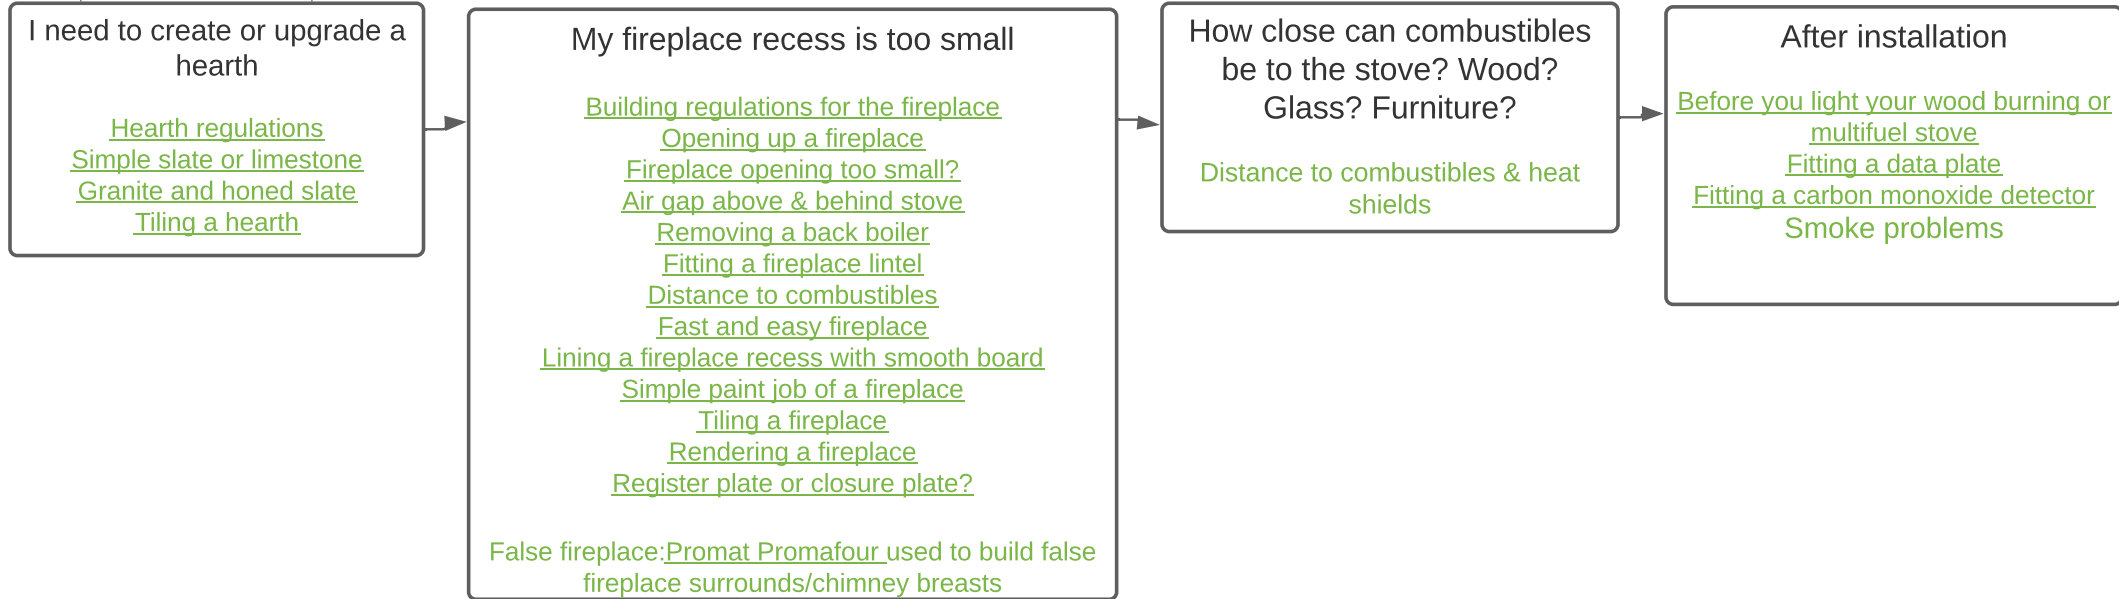 I need to create or upgrade a
hearth
Hearth regulations
Simple slate or limestone
Granite and honed slate
Tiling a hearth
My fireplace recess is too small
Building regulations for the fireplace
Opening up a fireplace
Fireplace opening too small?
Air gap above & behind stove
Removing a back boiler
Fitting a fireplace lintel
Distance to combustibles
Fast and easy fireplace
Lining a fireplace recess with smooth board
Simple paint job of a fireplace
Tiling a fireplace
Rendering a fireplace
Register plate or closure plate?
False fireplace:Promat Promafour used to build false
fireplace surrounds/chimney breasts
How close can combustibles
be to the stove? Wood?
Glass? Furniture?
Distance to combustibles & heat
shields
After installation
Before you light your wood burning or
multifuel stove
Fitting a data plate
Fitting a carbon monoxide detector
Smoke problems